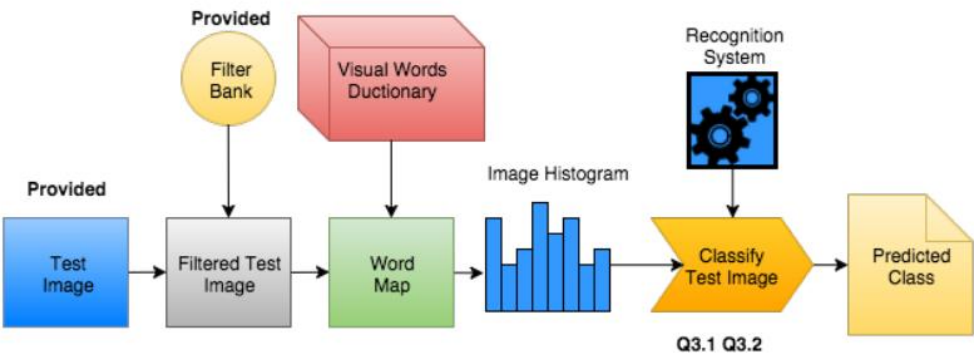 Provided
Filter
Bank
Visual Words
Ductionary
Recognition
System
Image Histogram
Provided
Test
Image
Filtered Test
Image
Word
Map
Classify
Test Image
Predicted
Class
Q3.1 Q3.2